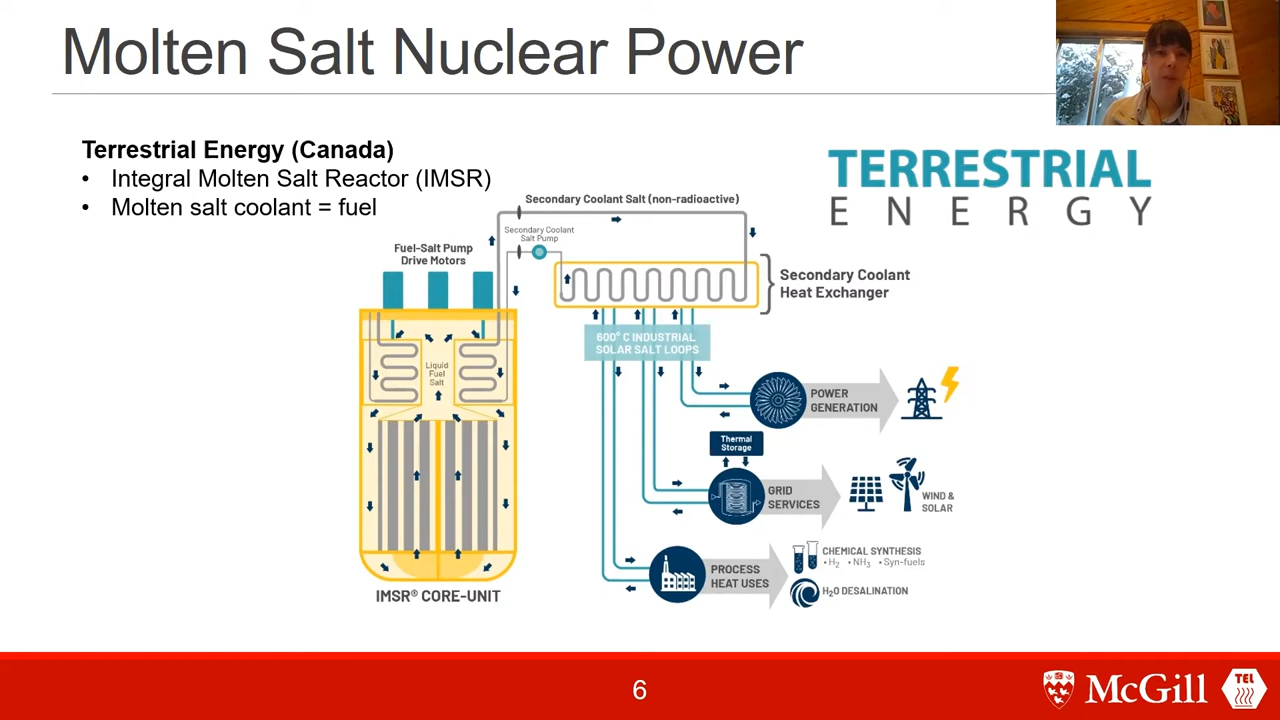 Molten Salt Nuclear Power
Terrestrial Energy (Canada)
• Integral Molten Salt Reactor (IMSR)
• Molten salt coolant = fuel
TERRESTRIAL
ENERGY
Secondary Coolant Salt (non-radioactive)
Secondary Coolant
Salt Pump
Fuel-Salt Pump
Drive Motors
Secondary Coolant
Heat Exchanger
600° C INDUSTRIAL
SOLAR SALT LOOPS
Liquid
Fuel
Salt
POWER
GENERATION
Thermal
Storage
GRID
SERVICES
WIND &
SOLAR
PROCESS
HEAT USES
CHEMICAL SYNTHESIS
• H₂ • NH₃ • Syn-fuels
H₂O DESALINATION
IMSR® CORE-UNIT
6
McGill
TEL